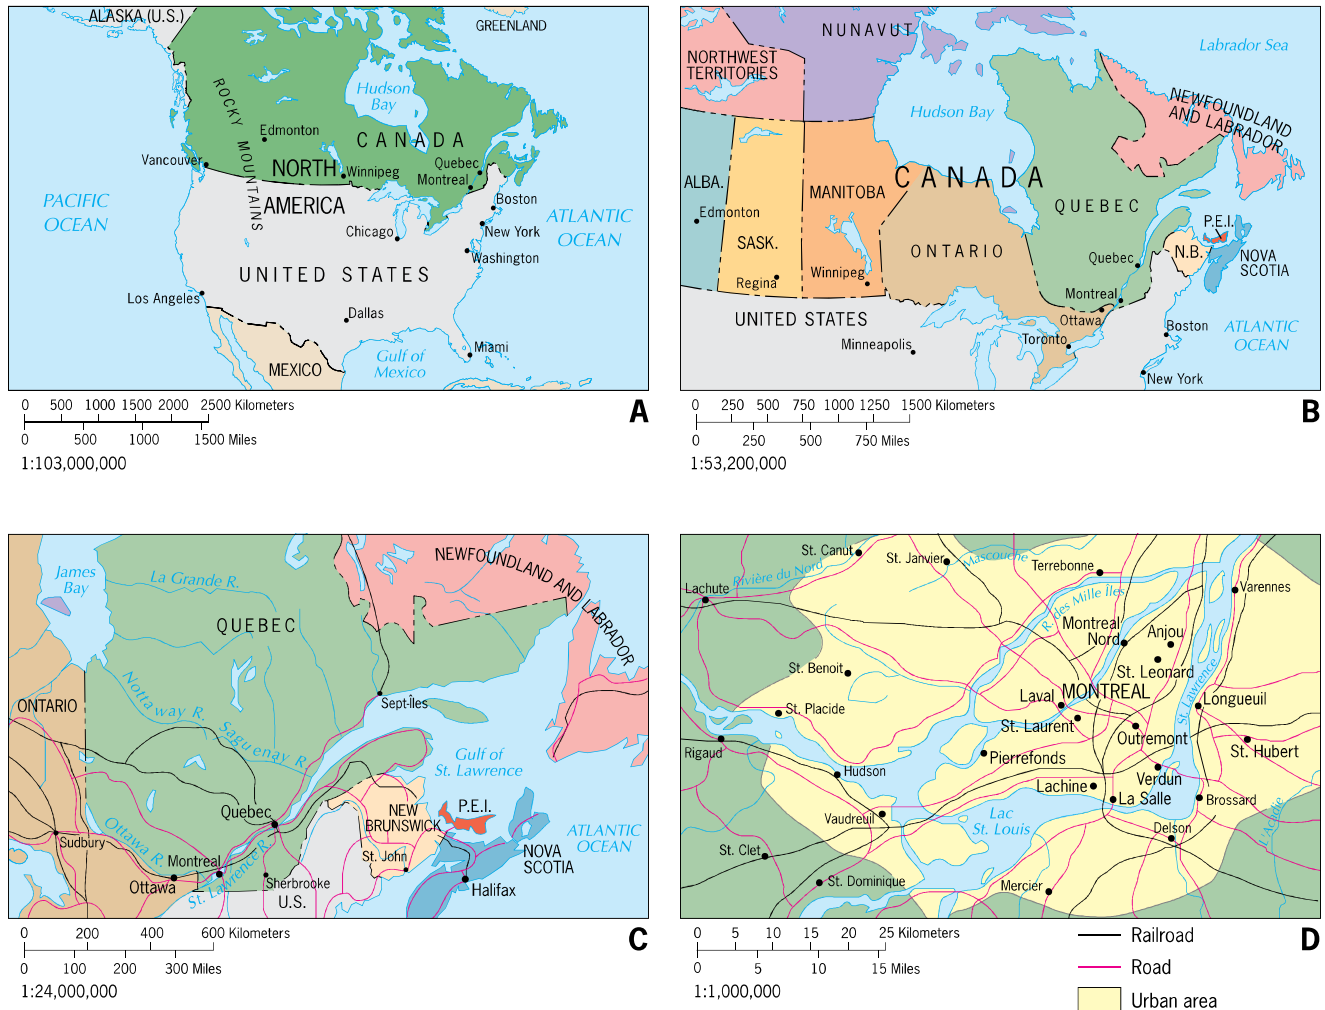 ALASKA (U.S.)
GREENLAND
Hudson
Bay
ROCKY MOUNTAINS
Edmonton
CANADA
Vancouver
NORTH
AMERICA
Winnipeg
Quebec
Montreal
PACIFIC
OCEAN
Boston
ATLANTIC
OCEAN
Chicago
New York
Washington
UNITED STATES
Los Angeles
Dallas
Miami
Gulf of
Mexico
MEXICO
0 500 1000 1500 2000 2500 Kilometers
0 500 1000 1500 Miles
1:103,000,000
A
NUNAVUT
Labrador Sea
NORTHWEST
TERRITORIES
Hudson Bay
NEWFOUNDLAND
AND LABRADOR
CANADA
ALBA.
MANITOBA
Edmonton
QUEBEC
P.E.I.
SASK.
ONTARIO
N.B.
NOVA
SCOTIA
Quebec
Regina
Winnipeg
Montreal
UNITED STATES
Ottawa
Boston
ATLANTIC
OCEAN
Minneapolis
Toronto
New York
0 250 500 750 1000 1250 1500 Kilometers
0 250 500 750 Miles
1:53,200,000
B
James
Bay
La Grande R.
NEWFOUNDLAND AND LABRADOR
QUEBEC
ONTARIO
Nottaway R.
Saguenay R.
Sept-Îles
Gulf of
St. Lawrence
Quebec
NEW
BRUNSWICK
P.E.I.
ATLANTIC
OCEAN
Sudbury
Ottawa R.
Montreal
St. John
NOVA
SCOTIA
Ottawa
St. Lawrence R.
Sherbrooke
U.S.
Halifax
0 200 400 600 Kilometers
0 100 200 300 Miles
1:24,000,000
C
St. Canut
St. Janvier
Mascouche
Terrebonne
Rivière du Nord
Lachute
Varennes
R. des Mille Îles
Montreal
Nord
Anjou
St. Benoit
St. Leonard
St. Lawrence
Laval
MONTREAL
Longueuil
St. Placide
St. Laurent
Outremont
St. Hubert
Rigaud
Pierrefonds
Hudson
Verdun
Lachine
La Salle
Brossard
Vaudreuil
Lac
St. Louis
Delson
L'Acadie
St. Clet
St. Dominique
Mercier
0 5 10 15 20 25 Kilometers
0 5 10 15 Miles
1:1,000,000
D
Railroad
Road
Urban area